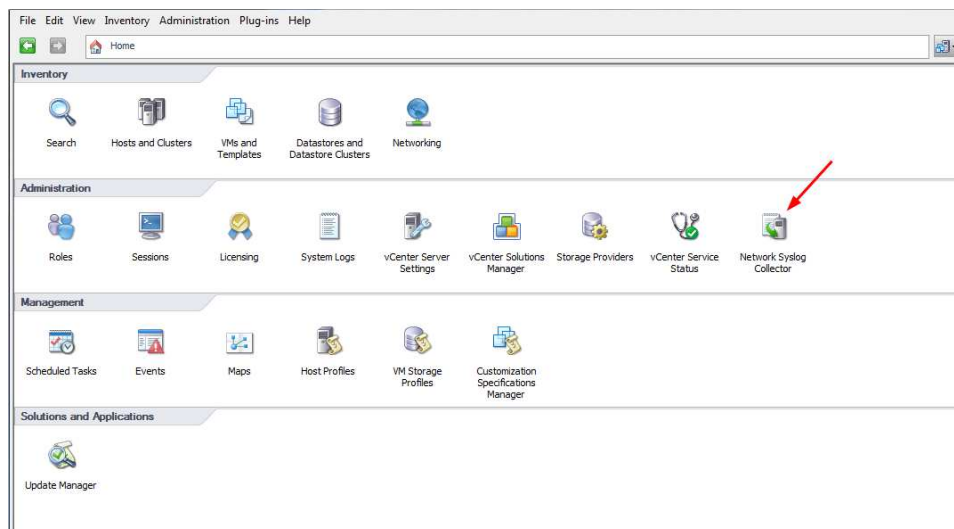 File Edit View Inventory Administration Plug-ins Help
Home
Inventory
Search
Hosts and Clusters
VMs and
Templates
Datastores and
Datastore Clusters
Networking
Administration
Roles
Sessions
Licensing
System Logs
vCenter Server
Settings
vCenter Solutions
Manager
Storage Providers
vCenter Service
Status
Network Syslog
Collector
Management
Scheduled Tasks
Events
Maps
Host Profiles
VM Storage
Profiles
Customization
Specifications
Manager
Solutions and Applications
Update Manager